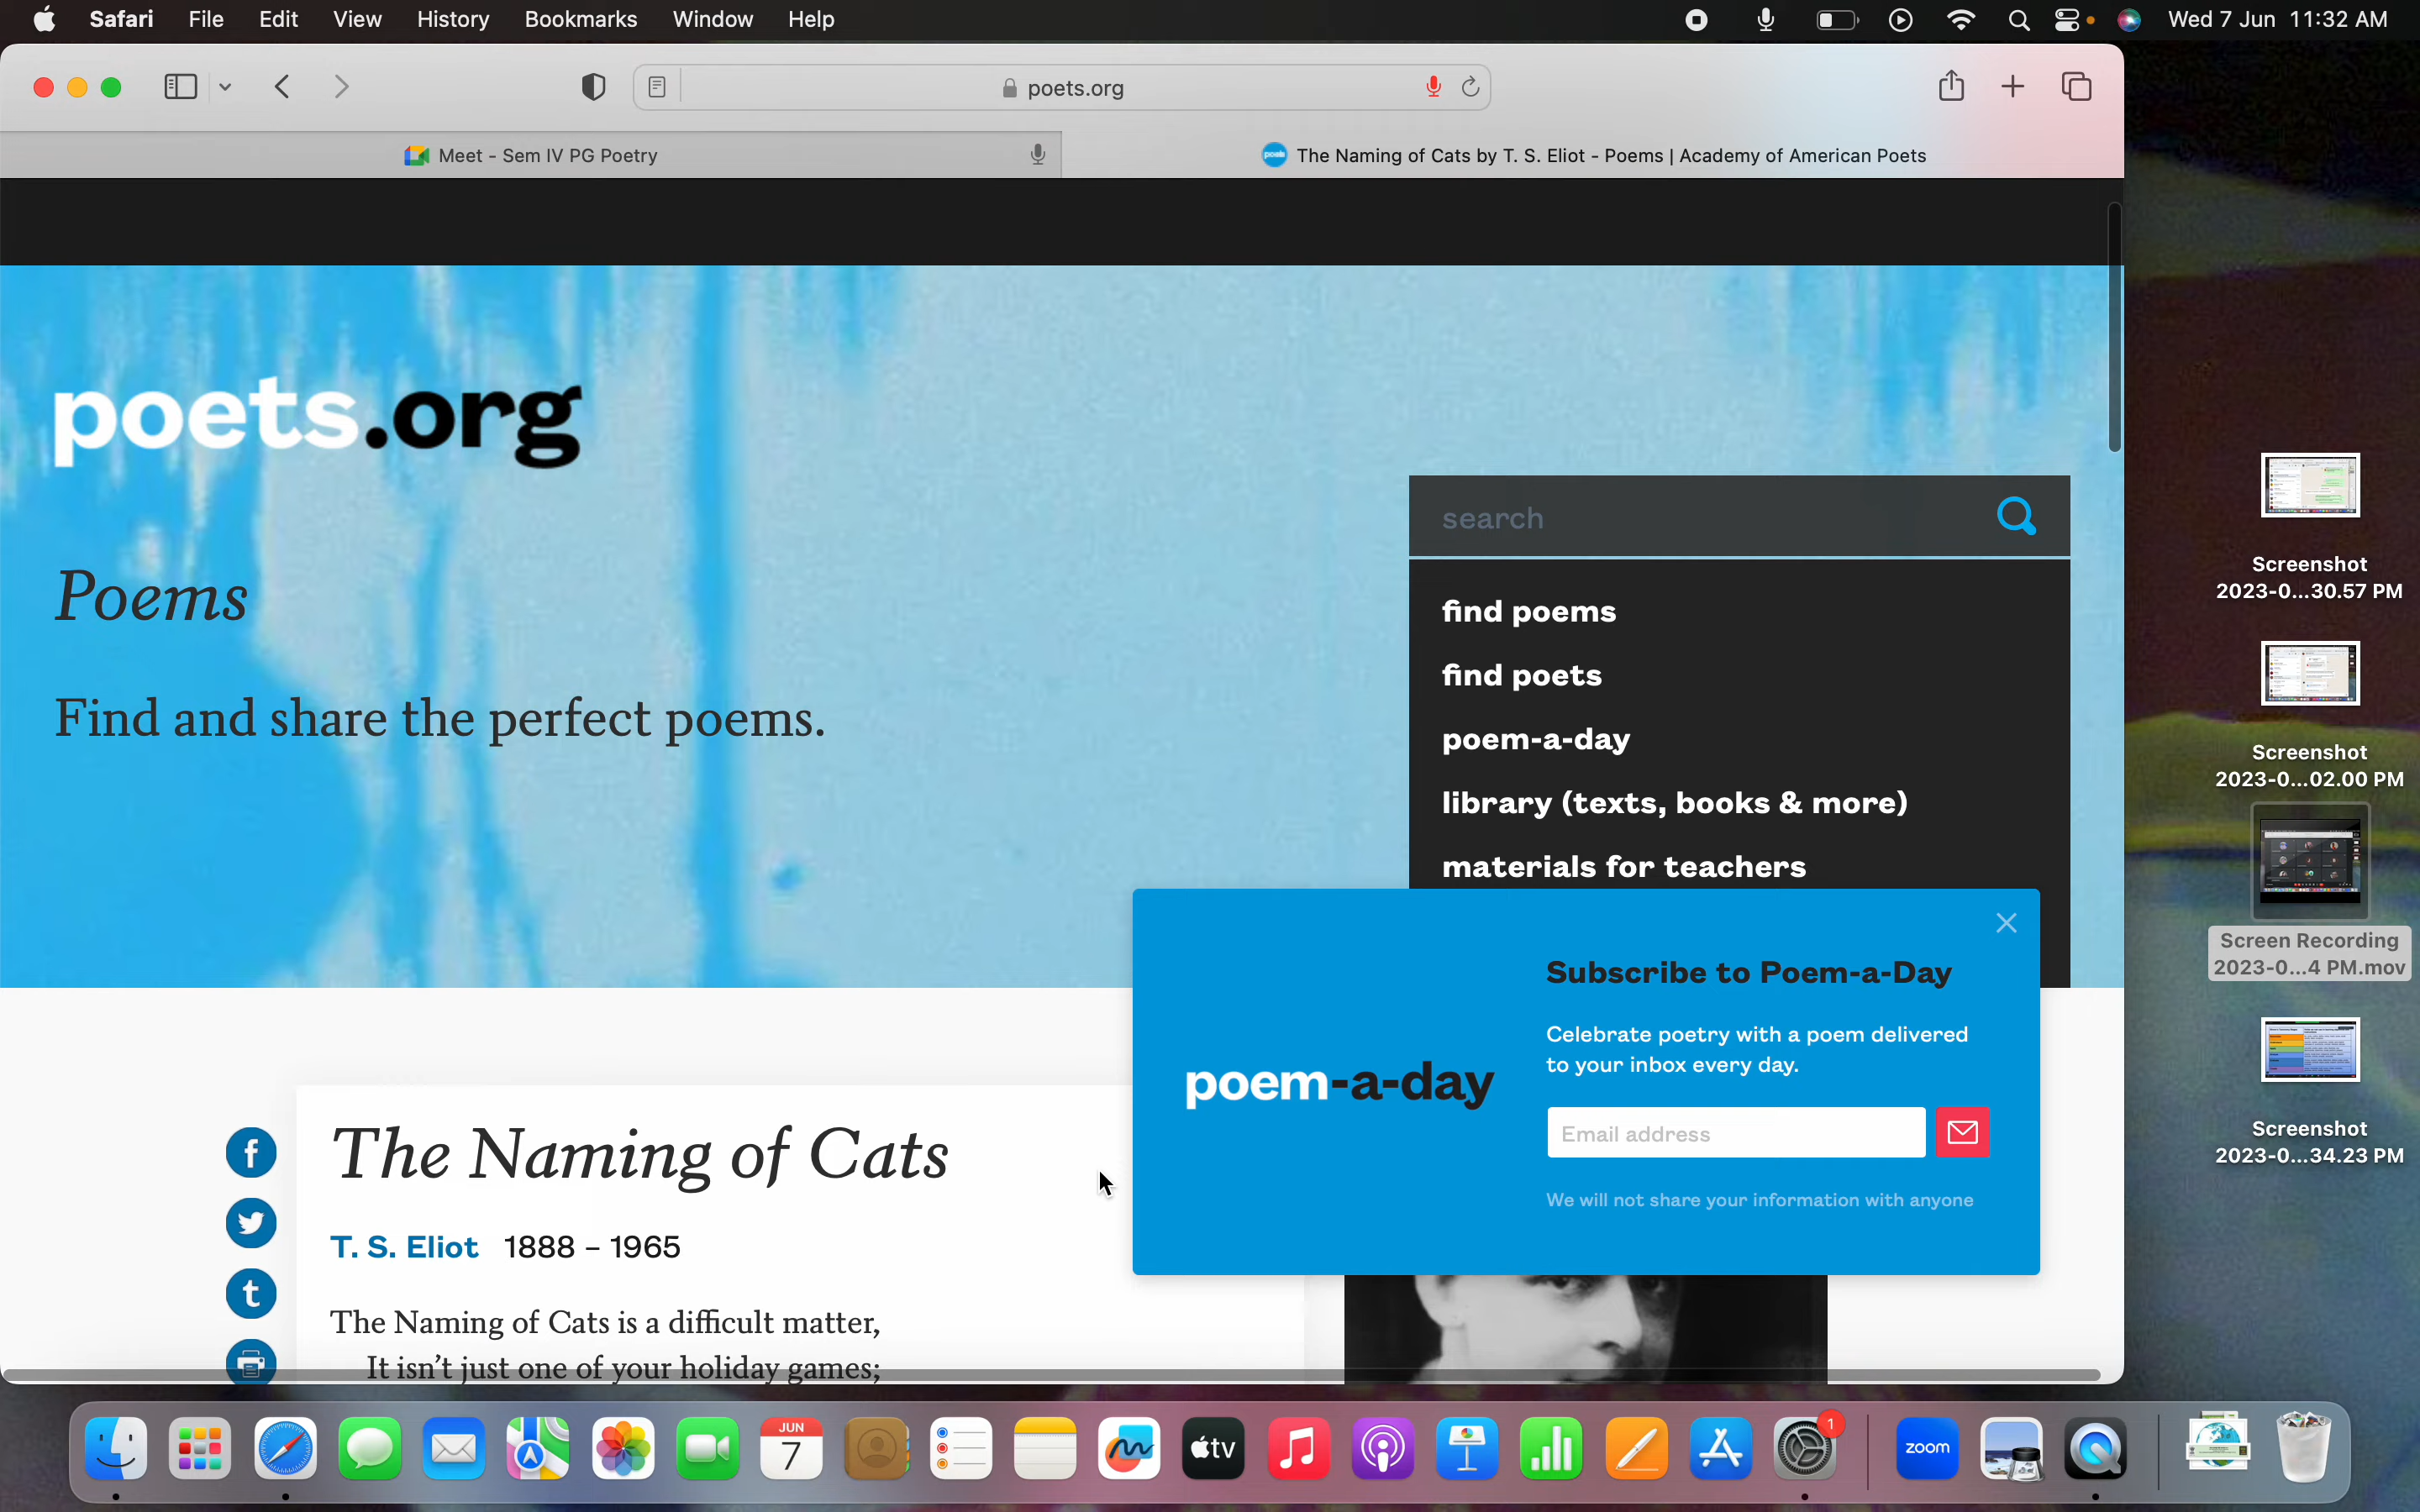 Safari File Edit View History Bookmarks Window Help Wed 7 Jun 11:32 AM
poets.org
Meet - Sem IV PG Poetry
The Naming of Cats by T. S. Eliot - Poems | Academy of American Poets
poets.org
Poems
Find and share the perfect poems.
search
find poems
find poets
poem-a-day
library (texts, books & more)
materials for teachers
poem-a-day
Subscribe to Poem-a-Day
Celebrate poetry with a poem delivered
to your inbox every day.
Email address
We will not share your information with anyone
The Naming of Cats
T. S. Eliot 1888 – 1965
The Naming of Cats is a difficult matter,
It isn't just one of your holiday games;
Screenshot
2023-0...30.57 PM
Screenshot
2023-0...02.00 PM
Screen Recording
2023-0...4 PM.mov
Screenshot
2023-0...34.23 PM
JUN
7
tv
1
zoom